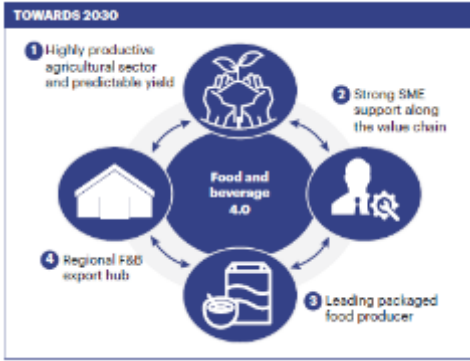 TOWARDS 2030
1 Highly productive
agricultural sector
and predictable yield
2 Strong SME
support along
the value chain
Food and
beverage
4.0
4 Regional F&B
export hub
3 Leading packaged
food producer